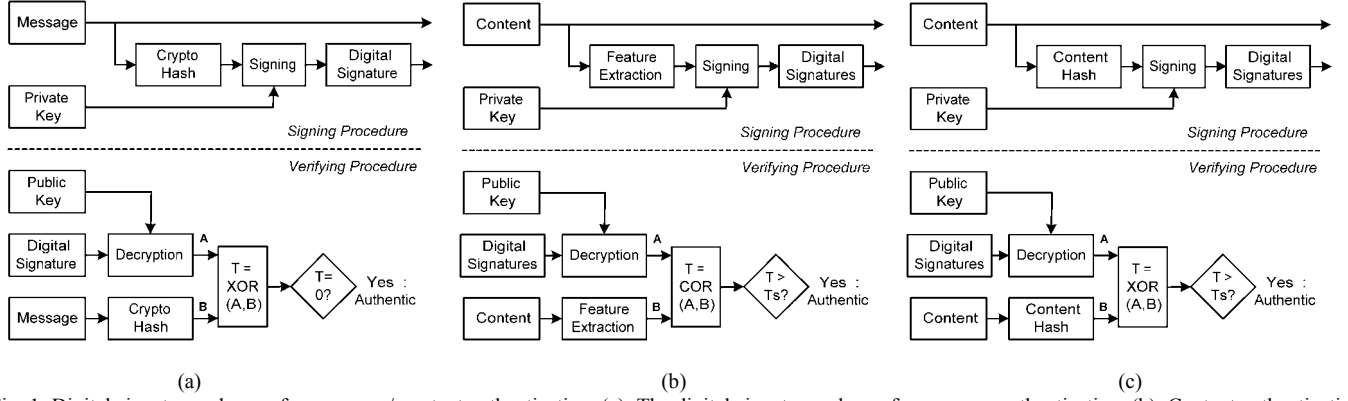 Message
Crypto
Hash
Signing
Digital
Signature
Private
Key
Signing Procedure
Verifying Procedure
Public
Key
Digital
Signature
Decryption
A
Message
Crypto
Hash
B
T =
XOR
(A,B)
T=
0?
Yes :
Authentic
(a)
Content
Feature
Extraction
Signing
Digital
Signatures
Private
Key
Signing Procedure
Verifying Procedure
Public
Key
Digital
Signatures
Decryption
A
Content
Feature
Extraction
B
T =
COR
(A,B)
T >
Ts?
Yes :
Authentic
(b)
Content
Content
Hash
Signing
Digital
Signatures
Private
Key
Signing Procedure
Verifying Procedure
Public
Key
Digital
Signatures
Decryption
A
Content
Content
Hash
B
T =
XOR
(A,B)
T >
Ts?
Yes :
Authentic
(c)